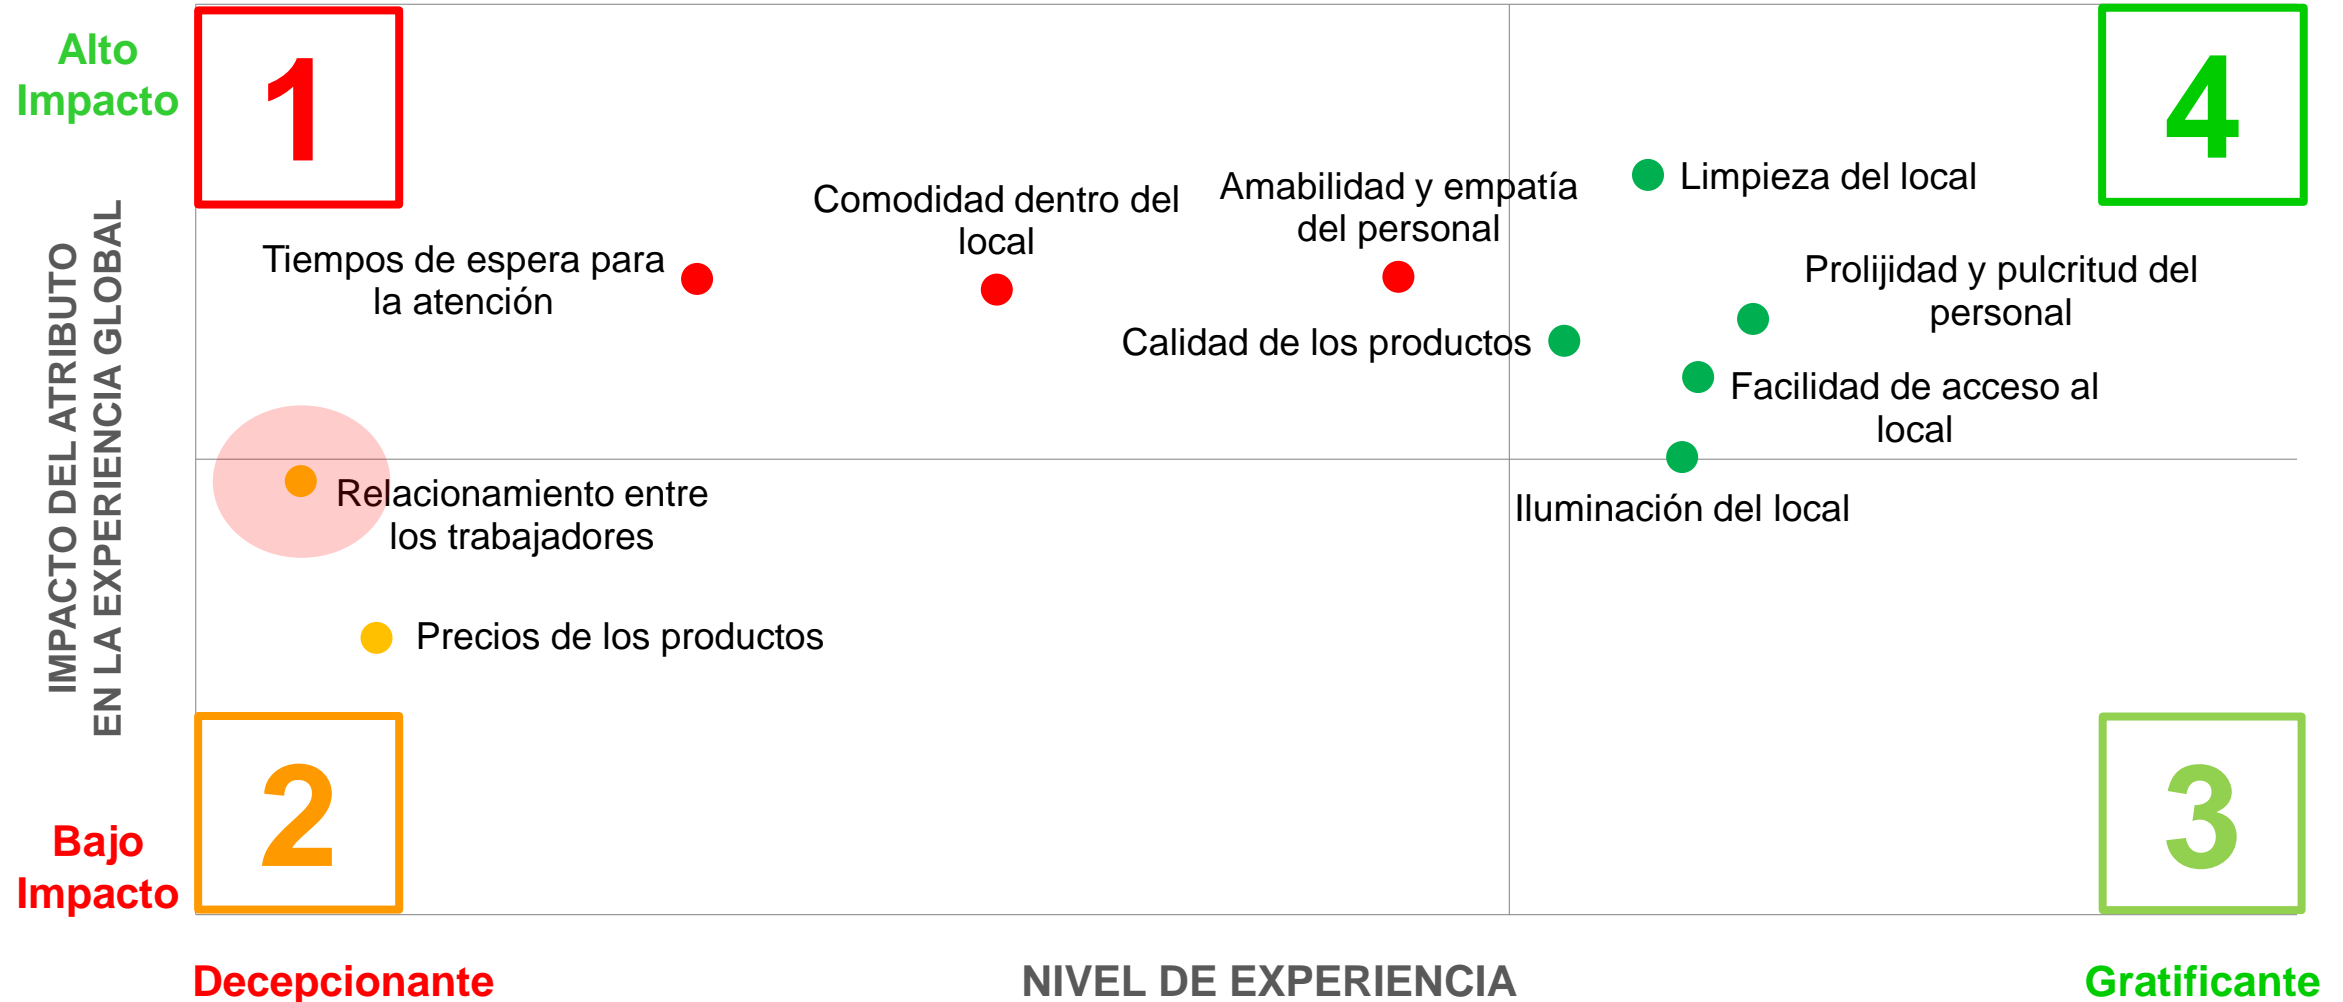 Alto
Impacto
1
4
IMPACTO DEL ATRIBUTO
EN LA EXPERIENCIA GLOBAL
Tiempos de espera para
la atención
Comodidad dentro del
local
Amabilidad y empatía
del personal
Limpieza del local
Prolijidad y pulcritud del
personal
Calidad de los productos
Facilidad de acceso al
local
Relacionamiento entre
los trabajadores
Iluminación del local
Precios de los productos
2
3
Bajo
Impacto
Decepcionante
NIVEL DE EXPERIENCIA
Gratificante